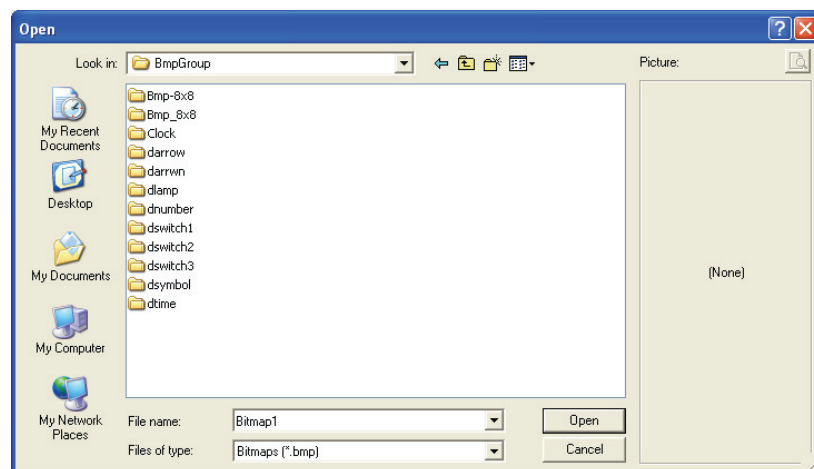 Open
Look in:
BmpGroup
Picture:
My Recent
Documents
Desktop
My Documents
My Computer
My Network
Places
Bmp-8x8
Bmp_8x8
Clock
darrow
darrwn
dlamp
dnumber
dswitch1
dswitch2
dswitch3
dsymbol
dtime
(None)
File name:
Bitmap1
Open
Files of type:
Bitmaps (*.bmp)
Cancel